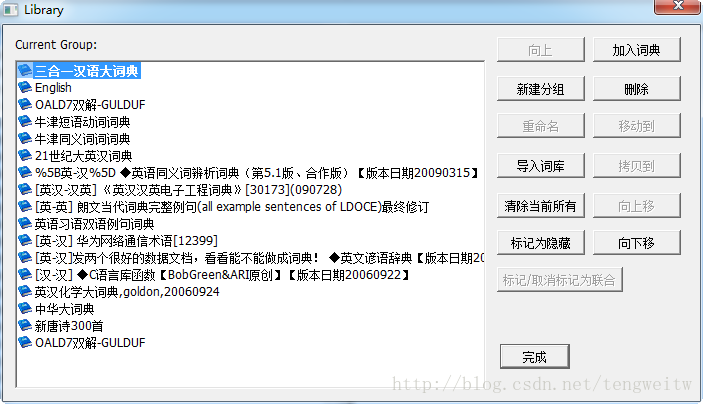 Library
Current Group:
三合一汉语大词典
English
OALD7双解-GULDUF
牛津短语动词词典
牛津同义词词词典
21世纪大英汉词典
%5B英-汉%5D ◆英语同义词辨析词典（第5.1版、合作版）【版本日期20090315】
[英汉-汉英]《英汉汉英电子工程词典》[30173](090728)
[英-英] 朗文当代词典完整例句(all example sentences of LDOCE)最终修订
英语习语双语例句词典
[英-汉] 华为网络通信术语[12399]
[英-汉]发两个很好的数据文档，看看能不能做成词典！ ◆英文谚语辞典【版本日期20
[汉-汉] ◆C语言库函数【BobGreen&ARI原创】【版本日期20060922】
英汉化学大词典,goldon,20060924
中华大词典
新唐诗300首
OALD7双解-GULDUF
向上
加入词典
新建分组
删除
重命名
移动到
导入词库
拷贝到
清除当前所有
向上移
标记为隐藏
向下移
标记/取消标记为联合
完成
http://blog.csdn.net/tengweitw